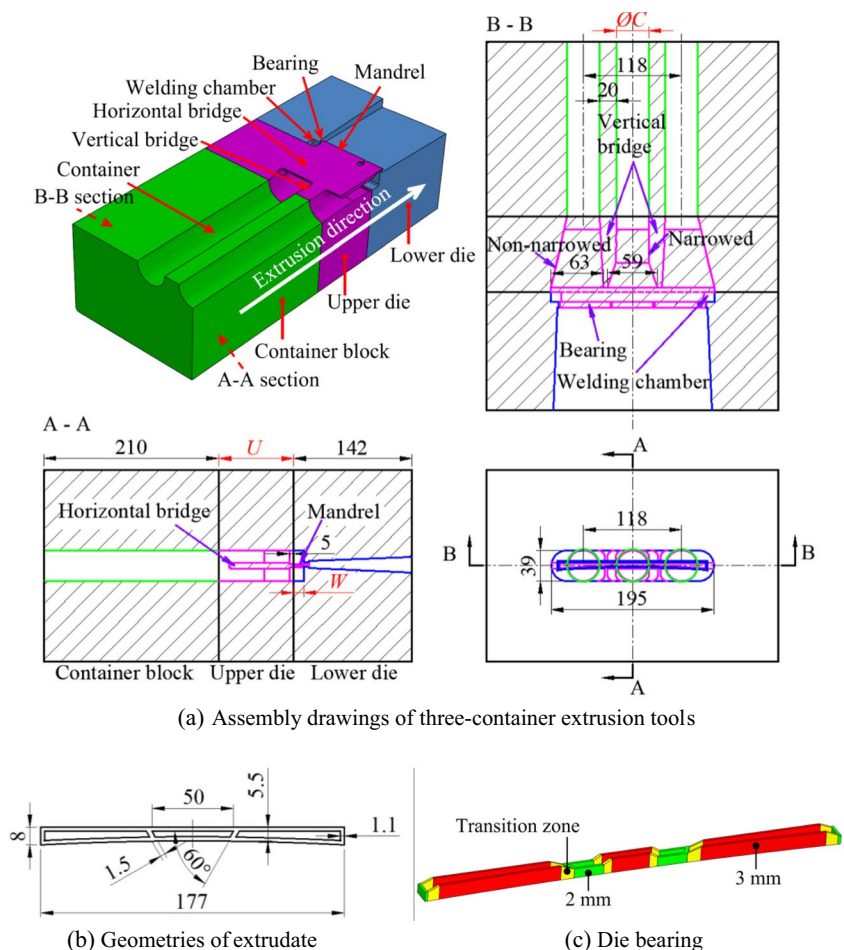 Bearing
Welding chamber
Mandrel
Horizontal bridge
Vertical bridge
Container
B-B section
Extrusion direction
Lower die
Upper die
Container block
A-A section
B - B
ØC
118
20
Vertical
bridge
Non-narrowed
Narrowed
63
59
Bearing
Welding chamber
A - A
210
U
142
Horizontal bridge
Mandrel
5
W
Container block
Upper die
Lower die
A
118
B
B
39
195
A
(a) Assembly drawings of three-container extrusion tools
50
5.5
8
1.1
1.5
60°
177
(b) Geometries of extrudate
Transition zone
2 mm
3 mm
(c) Die bearing